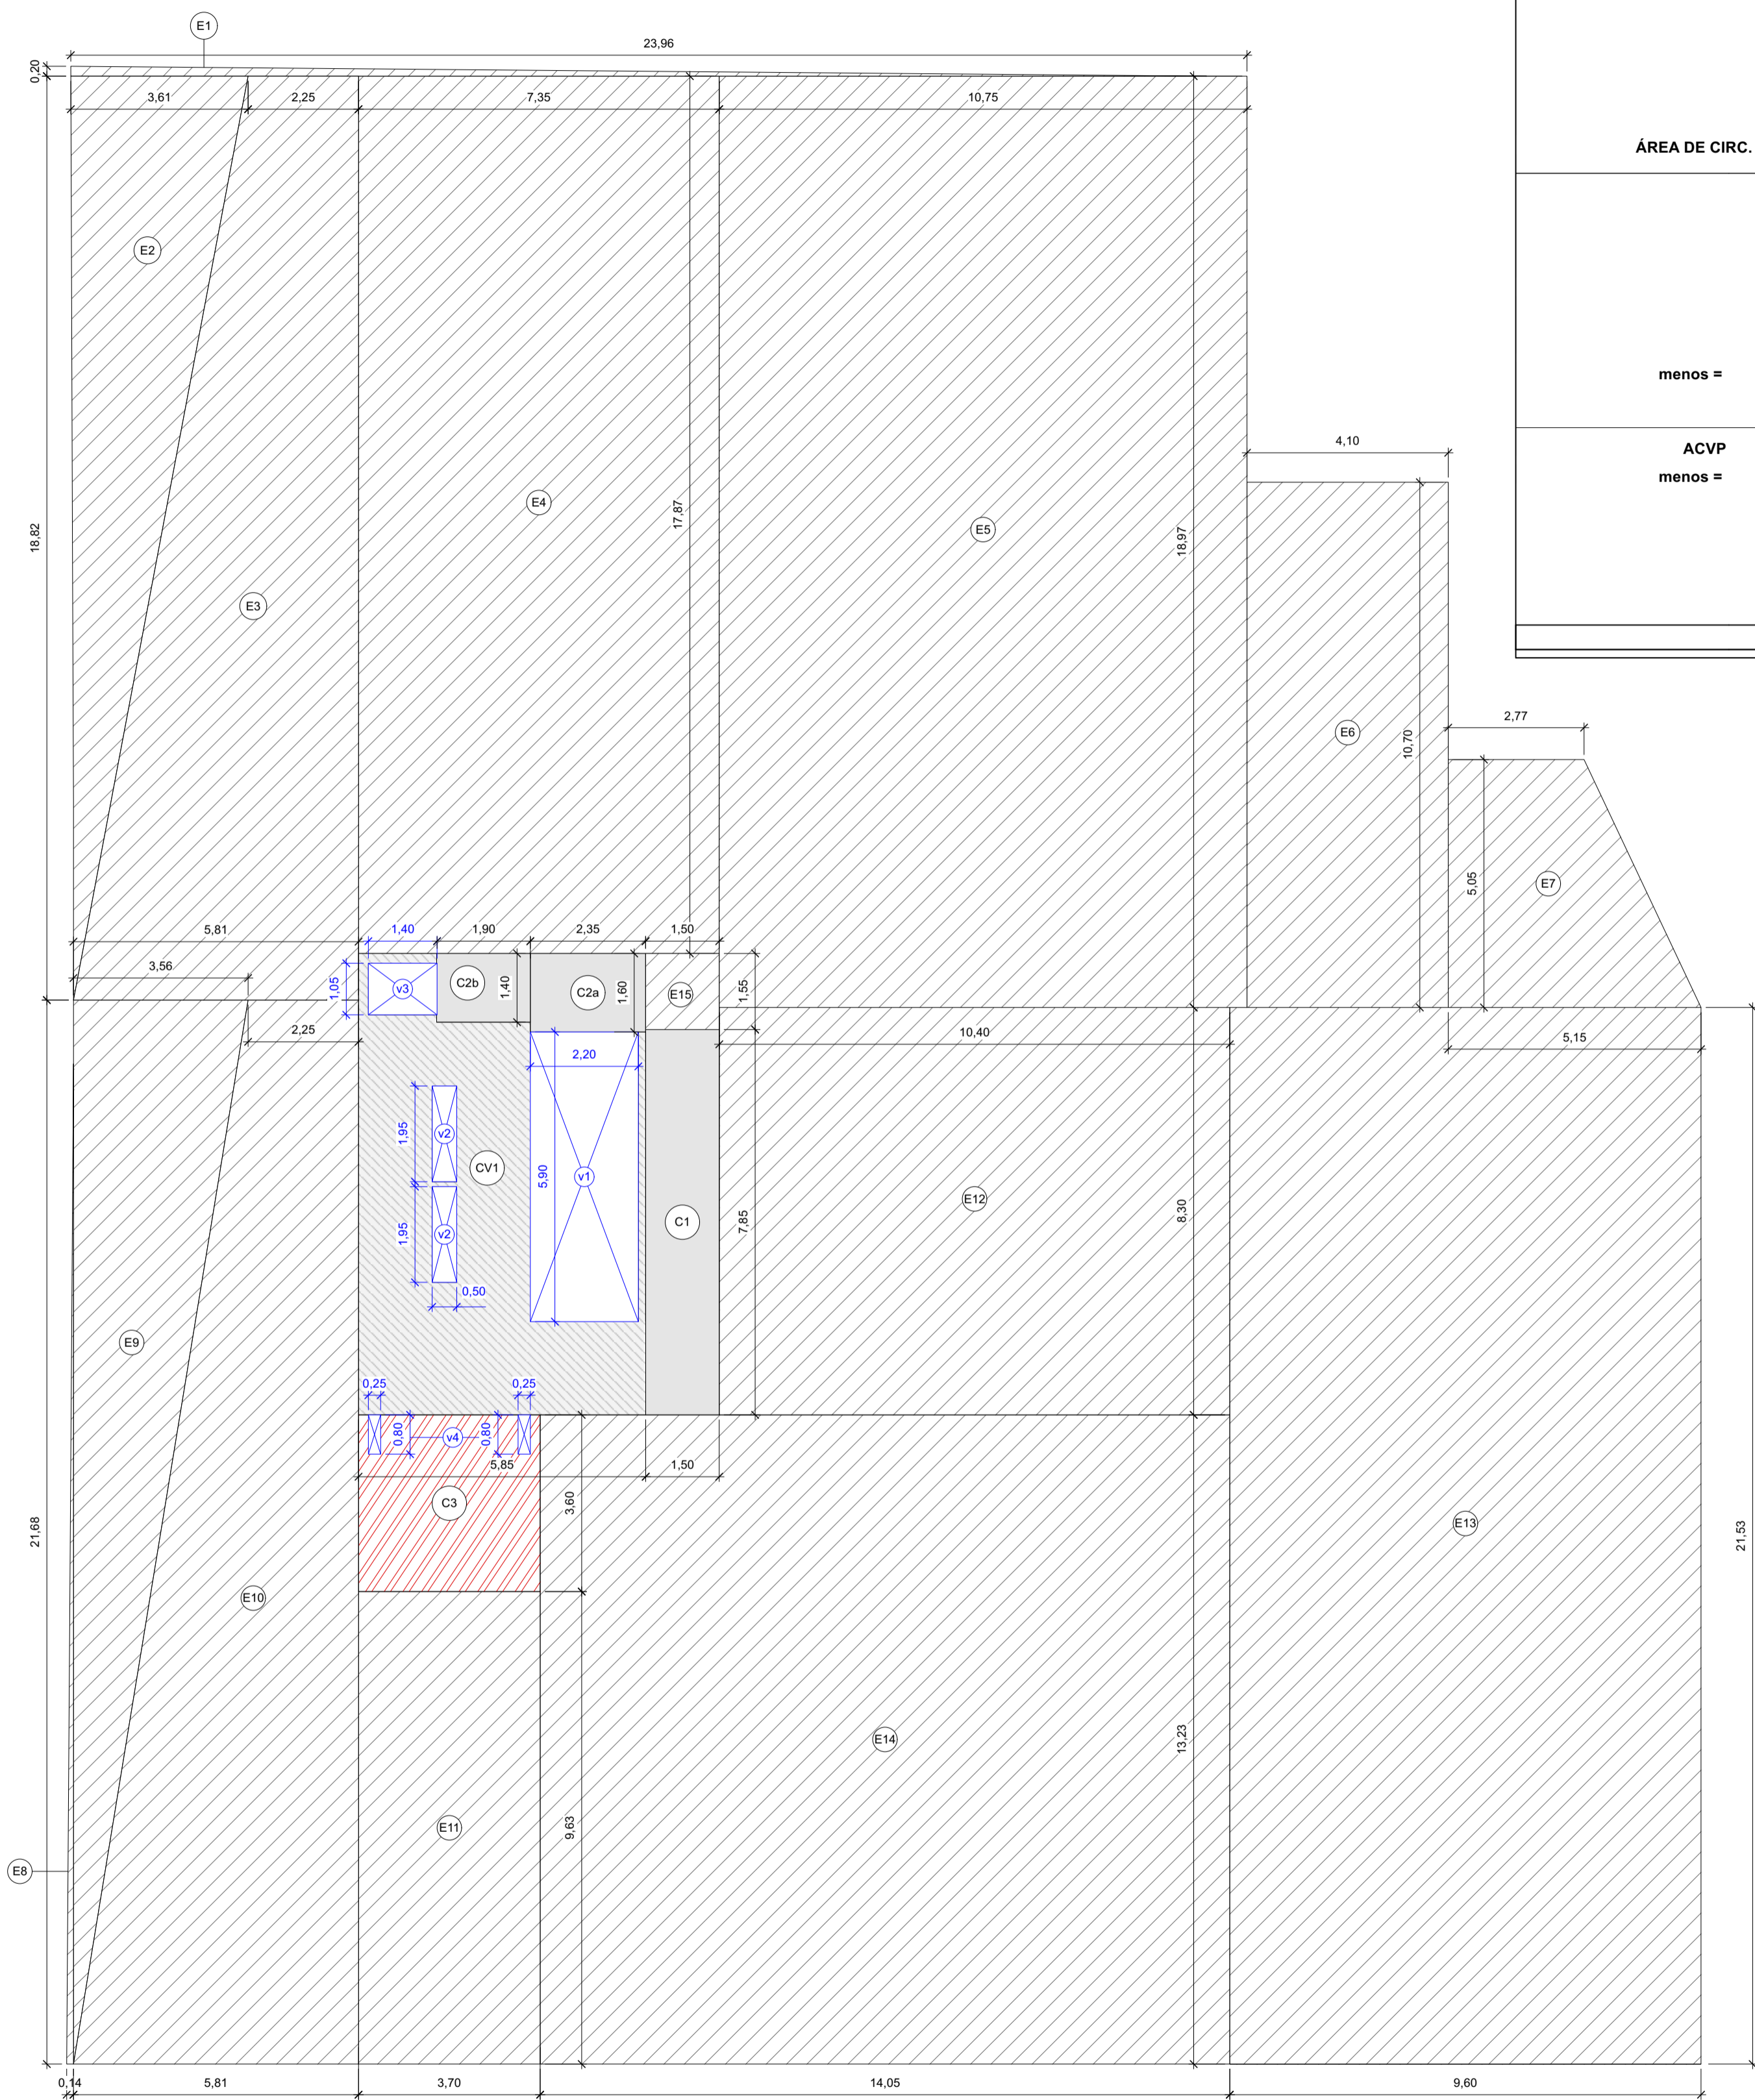 E1
23,96
0,20
3,61
2,25
7,35
10,75
ÁREA DE CIRC.
E2
menos =
4,10
ACVP
menos =
E4
17,87
E5
18,97
18,82
E3
2,77
E6
10,70
E7
5,05
5,81
1,40
1,90
2,35
1,50
3,56
1,05
v3
C2b
1,40
C2a
1,60
E15
1,55
2,25
10,40
5,15
2,20
1,95
v2
CV1
5,90
v1
E12
8,30
1,95
v2
C1
7,85
0,50
E9
0,25
0,25
0,80
v4
0,80
5,85
1,50
C3
3,60
21,68
E13
21,53
E10
E14
13,23
E11
9,63
E8
0,14
5,81
3,70
14,05
9,60